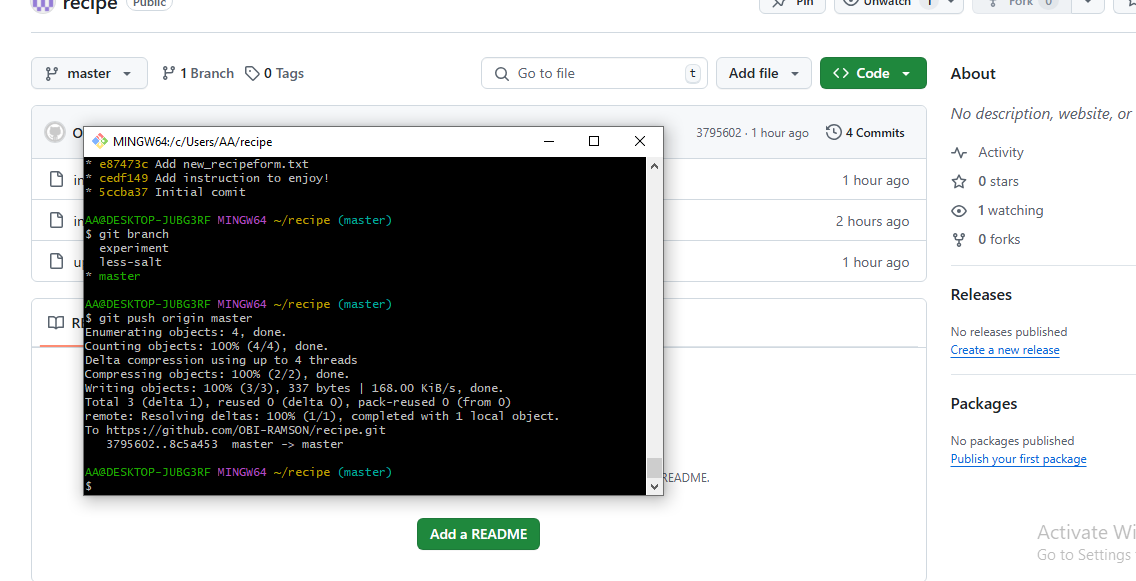 recipe Public
Pin Unwatch 1 Fork 0
master 1 Branch 0 Tags Go to file t Add file <> Code
About
No description, website, or
3795602 · 1 hour ago 4 Commits
MINGW64:/c/Users/AA/recipe
* e87473c Add new_recipeform.txt
* cedf149 Add instruction to enjoy!
* 5ccba37 Initial comit
AA@DESKTOP-JUBG3RF MINGW64 ~/recipe (master)
$ git branch
experiment
less-salt
* master
AA@DESKTOP-JUBG3RF MINGW64 ~/recipe (master)
$ git push origin master
Enumerating objects: 4, done.
Counting objects: 100% (4/4), done.
Delta compression using up to 4 threads
Compressing objects: 100% (2/2), done.
Writing objects: 100% (3/3), 337 bytes | 168.00 KiB/s, done.
Total 3 (delta 1), reused 0 (delta 0), pack-reused 0 (from 0)
remote: Resolving deltas: 100% (1/1), completed with 1 local object.
To https://github.com/OBI-RAMSON/recipe.git
3795602..8c5a453 master -> master
AA@DESKTOP-JUBG3RF MINGW64 ~/recipe (master)
$
1 hour ago
2 hours ago
1 hour ago
README.
Add a README
Activity
0 stars
1 watching
0 forks
Releases
No releases published
Create a new release
Packages
No packages published
Publish your first package
Activate Wi
Go to Settings